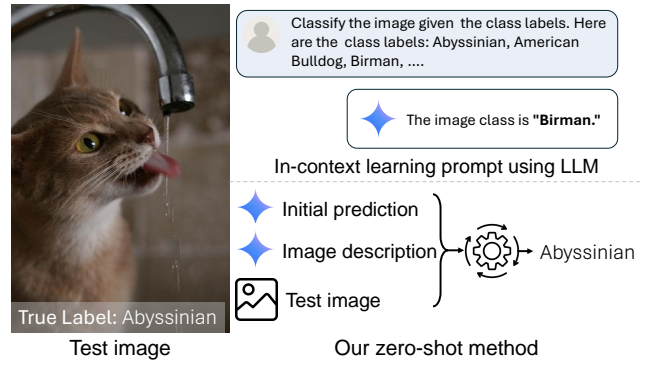 Classify the image given the class labels. Here
are the class labels: Abyssinian, American
Bulldog, Birman, ....
The image class is "Birman."
In-context learning prompt using LLM
Initial prediction
Image description
Test image
Abyssinian
True Label: Abyssinian
Test image
Our zero-shot method